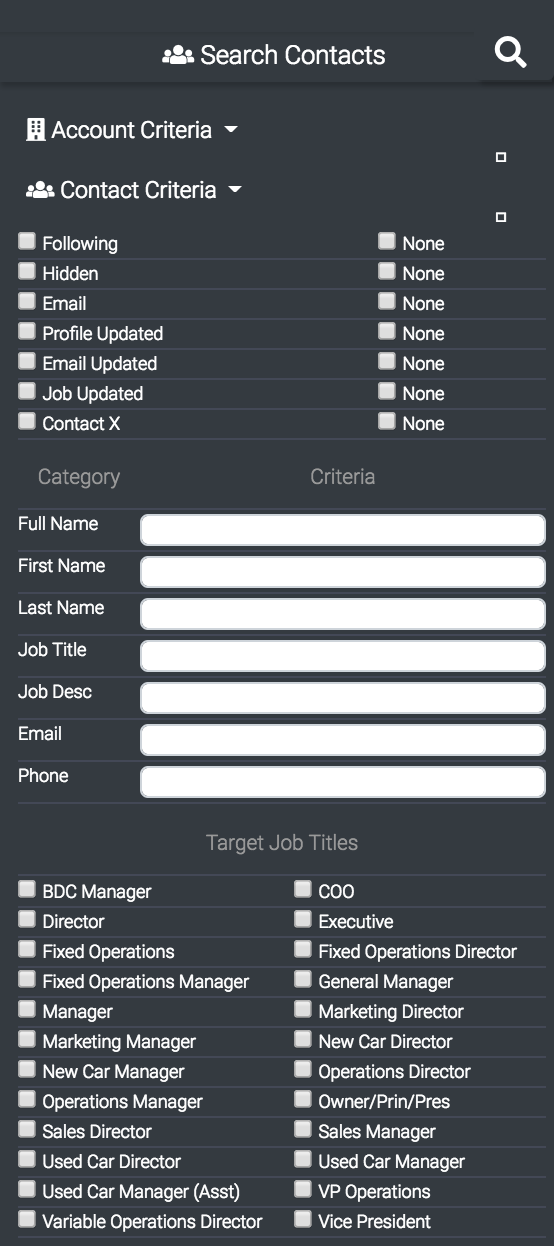 Search Contacts
Account Criteria
Contact Criteria
Following None
Hidden None
Email None
Profile Updated None
Email Updated None
Job Updated None
Contact X None
Category Criteria
Full Name
First Name
Last Name
Job Title
Job Desc
Email
Phone
Target Job Titles
BDC Manager COO
Director Executive
Fixed Operations Fixed Operations Director
Fixed Operations Manager General Manager
Manager Marketing Director
Marketing Manager New Car Director
New Car Manager Operations Director
Operations Manager Owner/Prin/Pres
Sales Director Sales Manager
Used Car Director Used Car Manager
Used Car Manager (Asst) VP Operations
Variable Operations Director Vice President